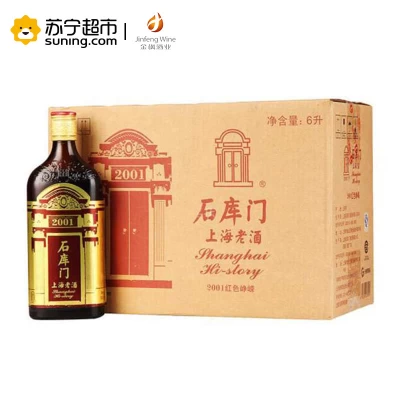 苏宁超市
suning.com
Jinfeng Wine
金枫酒业
净含量：6升
2001
石库门
上海老酒
Shanghai
Hi-story
2001红色峥嵘
2001
石库门
上海老酒
Shanghai
Hi-story